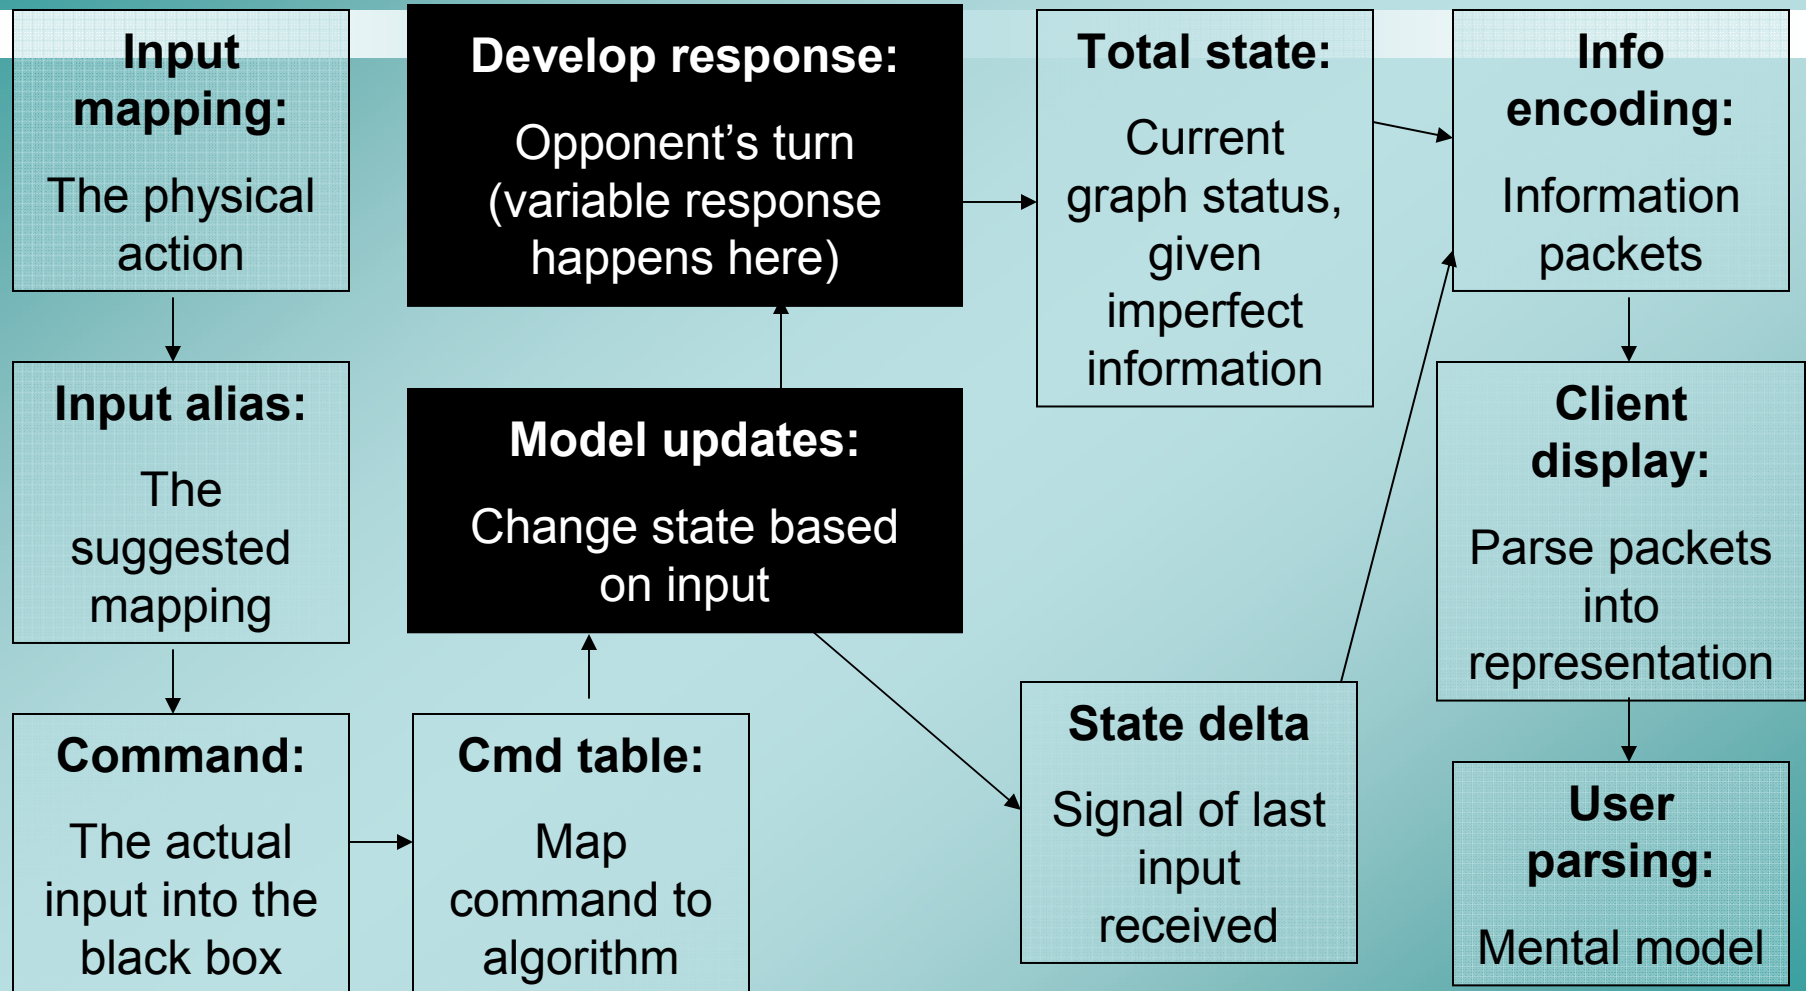 Input
mapping:
The physical
action
Input alias:
The
suggested
mapping
Command:
The actual
input into the
black box
Cmd table:
Map
command to
algorithm
Model updates:
Change state based
on input
Develop response:
Opponent’s turn
(variable response
happens here)
Total state:
Current
graph status,
given
imperfect
information
State delta
Signal of last
input
received
Info
encoding:
Information
packets
Client
display:
Parse packets
into
representation
User
parsing:
Mental model